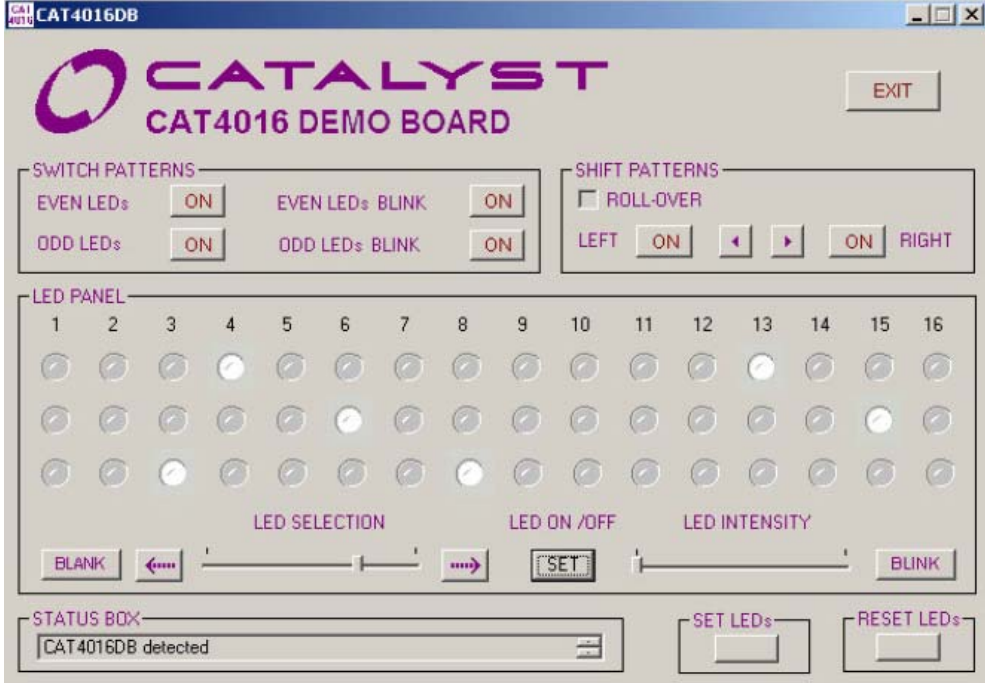 CAT 4016 CAT4016DB
CATALYST
CAT4016 DEMO BOARD
EXIT
SWITCH PATTERNS
EVEN LEDs ON EVEN LEDs BLINK ON
ODD LEDs ON ODD LEDs BLINK ON
SHIFT PATTERNS
ROLL-OVER
LEFT ON ON RIGHT
LED PANEL
1 2 3 4 5 6 7 8 9 10 11 12 13 14 15 16
LED SELECTION LED ON /OFF LED INTENSITY
BLANK SET BLINK
STATUS BOX
CAT4016DB detected
SET LEDs
RESET LEDs